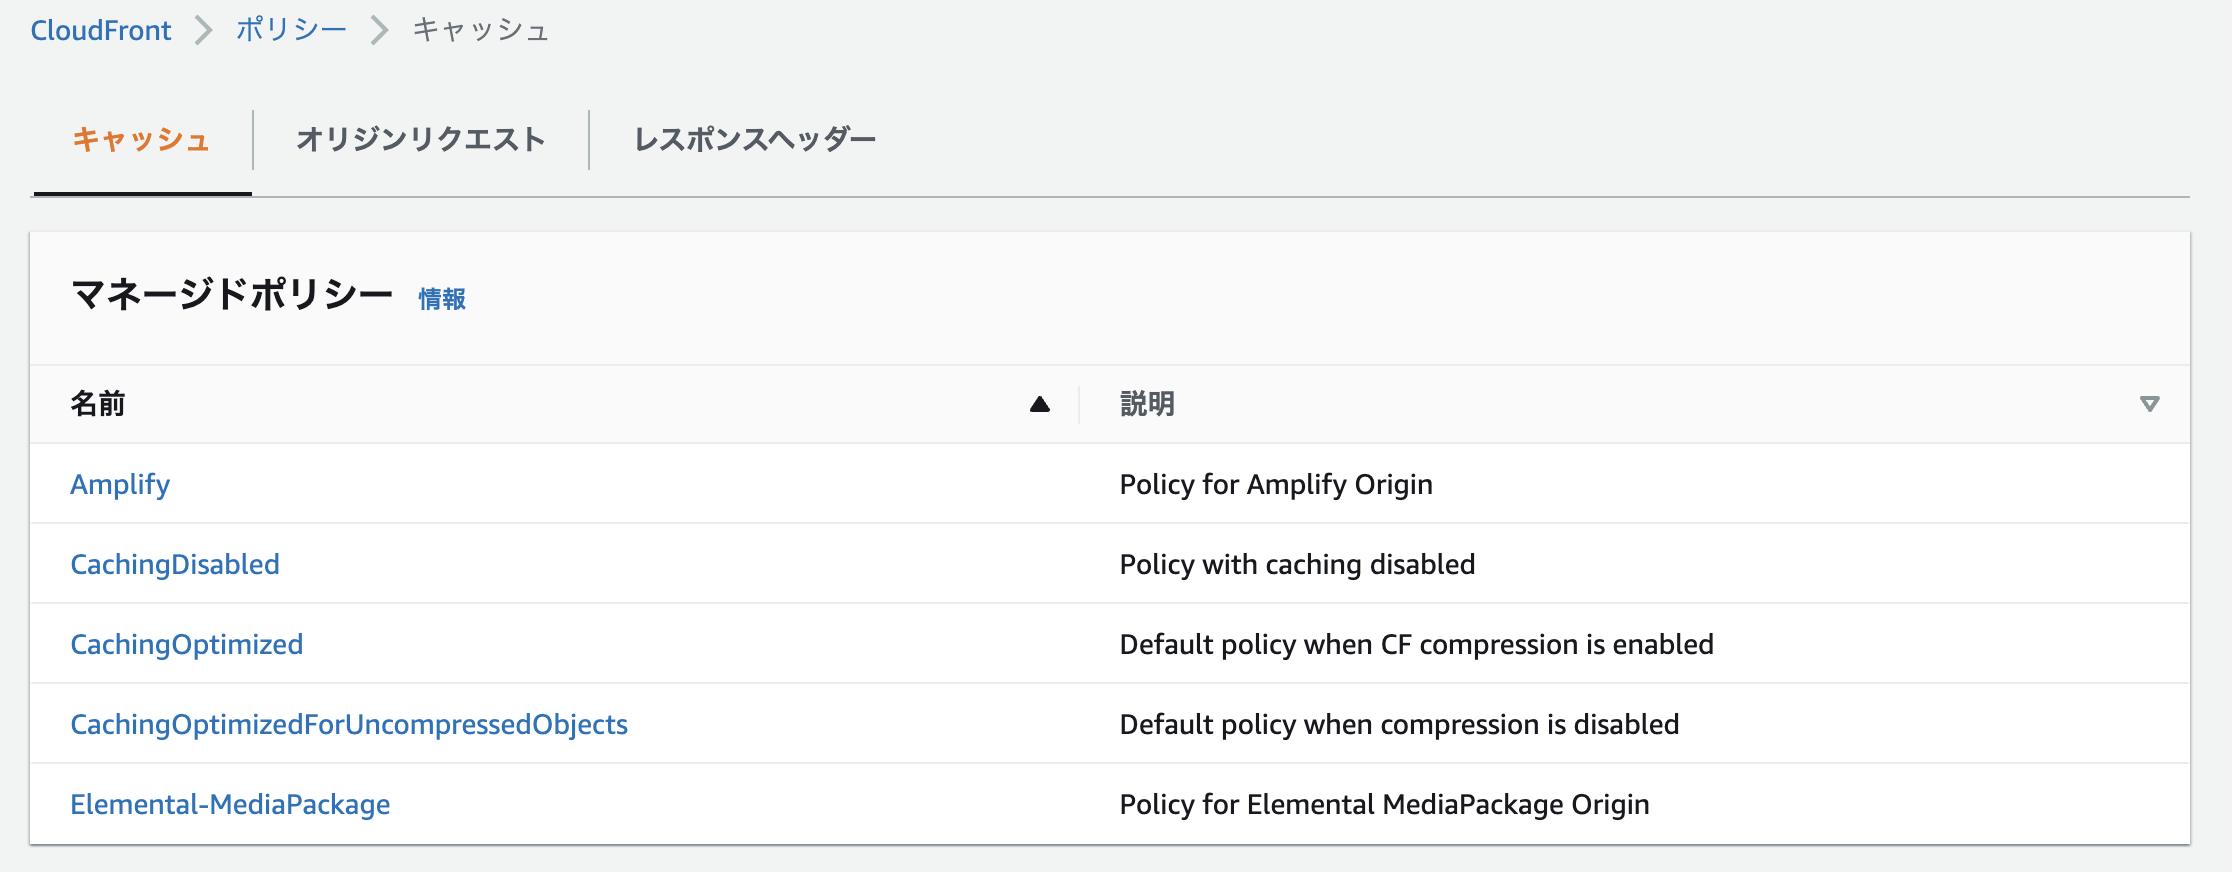 CloudFront ポリシー キャッシュ
キャッシュ オリジンリクエスト レスポンスヘッダー
マネージドポリシー 情報
名前 説明
Amplify Policy for Amplify Origin
CachingDisabled Policy with caching disabled
CachingOptimized Default policy when CF compression is enabled
CachingOptimizedForUncompressedObjects Default policy when compression is disabled
Elemental-MediaPackage Policy for Elemental MediaPackage Origin